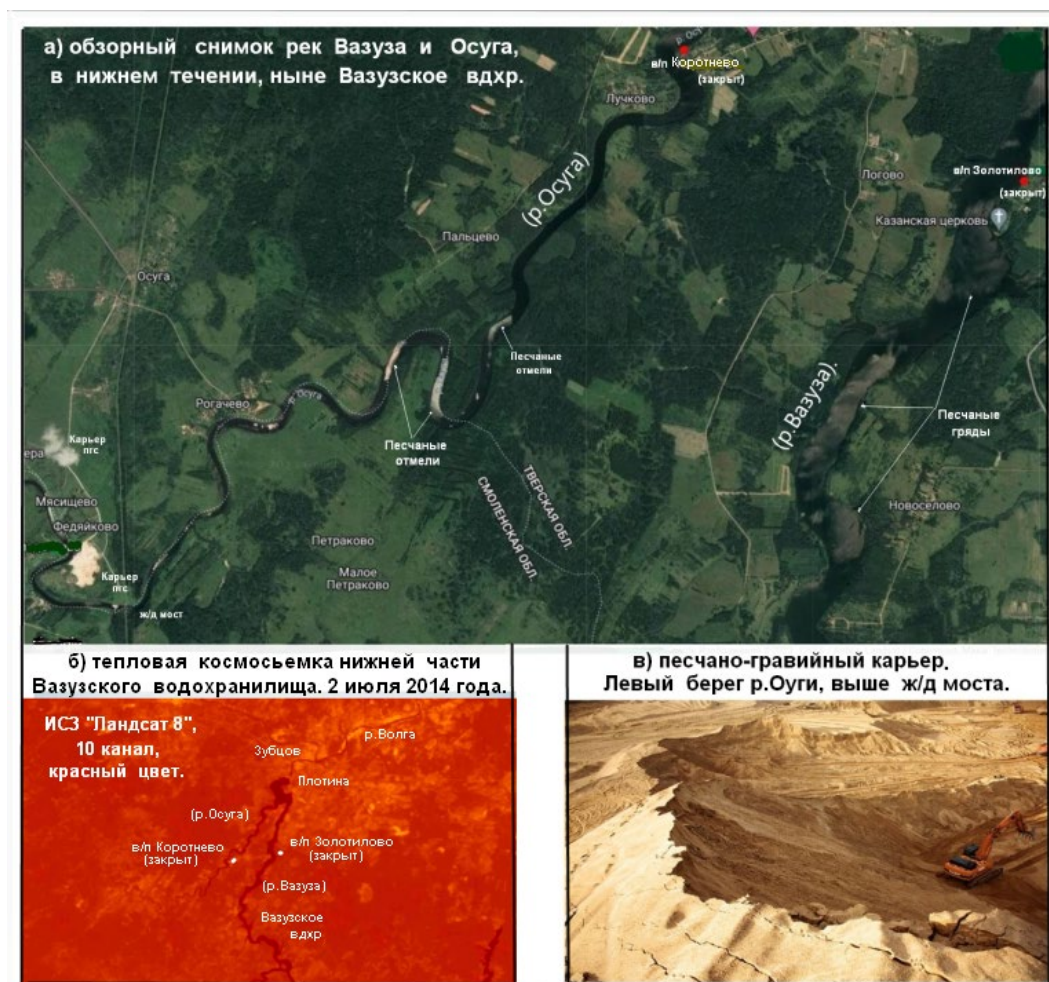 а) обзорный снимок рек Вазуза и Осуга,
в нижнем течении, ныне Вазузское вдхр.
в/п Коротнево
(закрыт)
Лучково
(р.Осуга)
Логово
в/п Золотилово
(закрыт)
Казанская церковь
Пальцево
Осуга
Песчаные
отмели
(р.Вазуза).
Рогачево
р. Осуга
Песчаные
отмели
Песчаные
гряды
Карьер
пгс
Мясищево
Федяйково
ТВЕРСКАЯ ОБЛ.
СМОЛЕНСКАЯ ОБЛ.
Новоселово
Петраково
Малое
Петраково
Карьер
пгс
ж/д мост
б) тепловая космосьемка нижней части
Вазузского водохранилища. 2 июля 2014 года.
ИСЗ "Ландсат 8",
10 канал,
красный цвет.
р.Волга
Зубцов
Плотина
(р.Осуга)
в/п Коротнево
(закрыт)
в/п Золотилово
(закрыт)
(р.Вазуза)
Вазузское
вдхр
в) песчано-гравийный карьер.
Левый берег р.Оуги, выше ж/д моста.